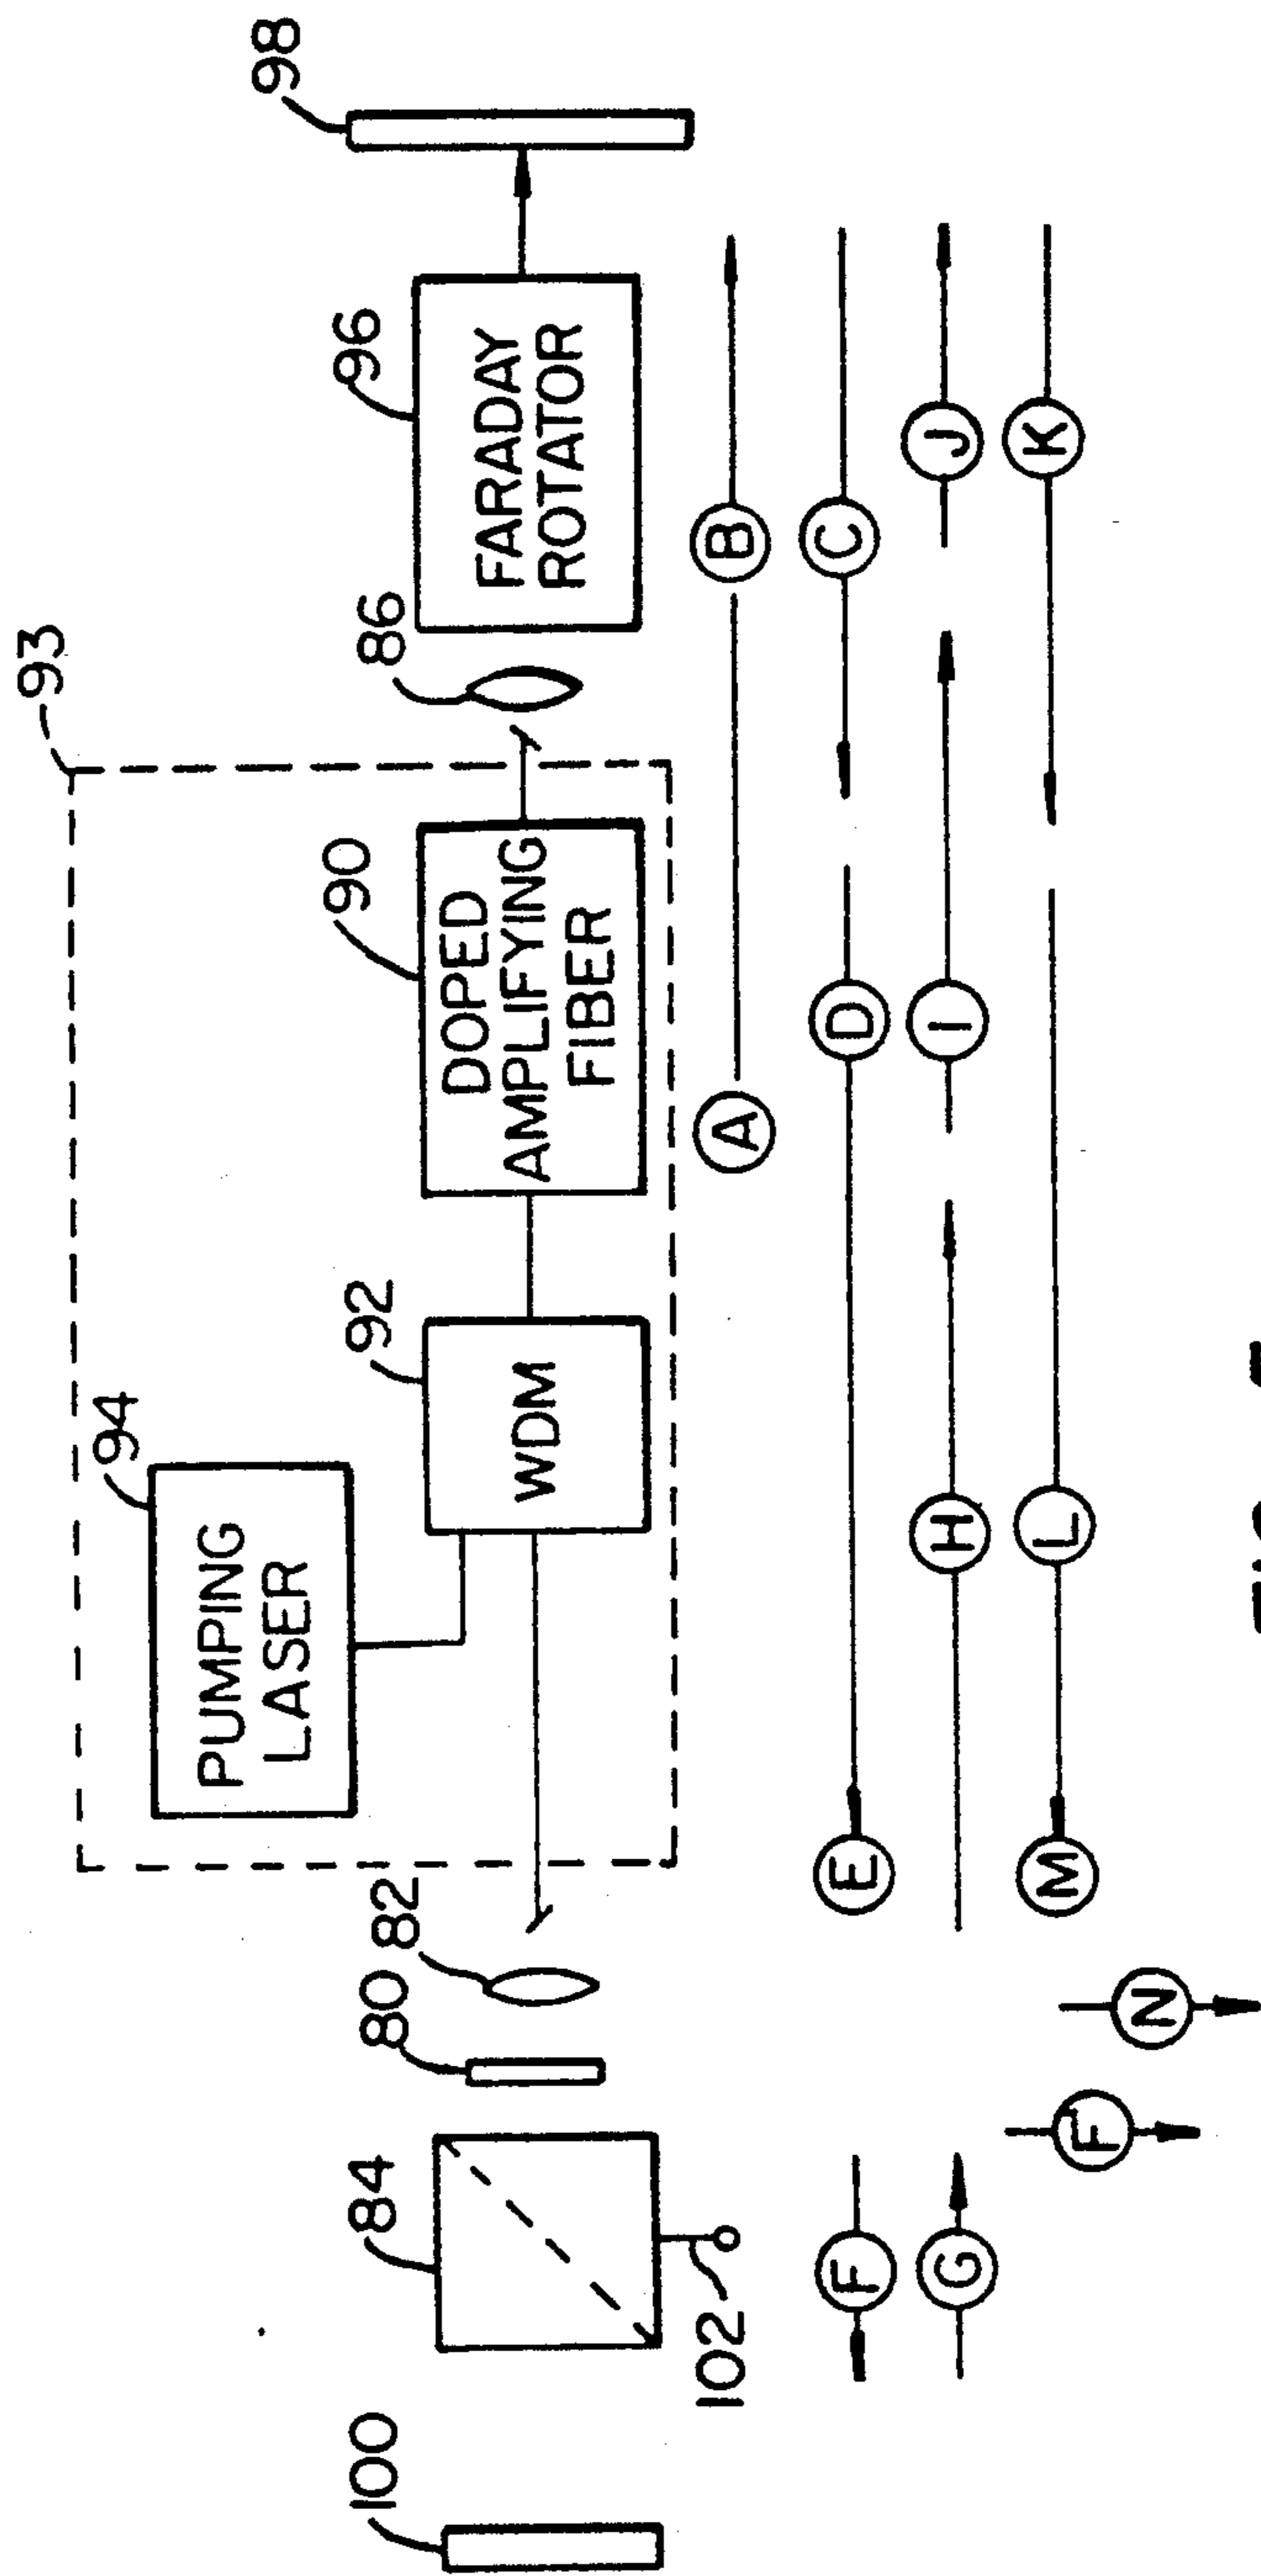 93
94
PUMPING
LASER
98
96
FARADAY
ROTATOR
86
90
DOPED
AMPLIFYING
FIBER
92
WDM
82
80
84
102
100
A
B
C
D
E
F
G
H
I
J
K
L
M
N
F'